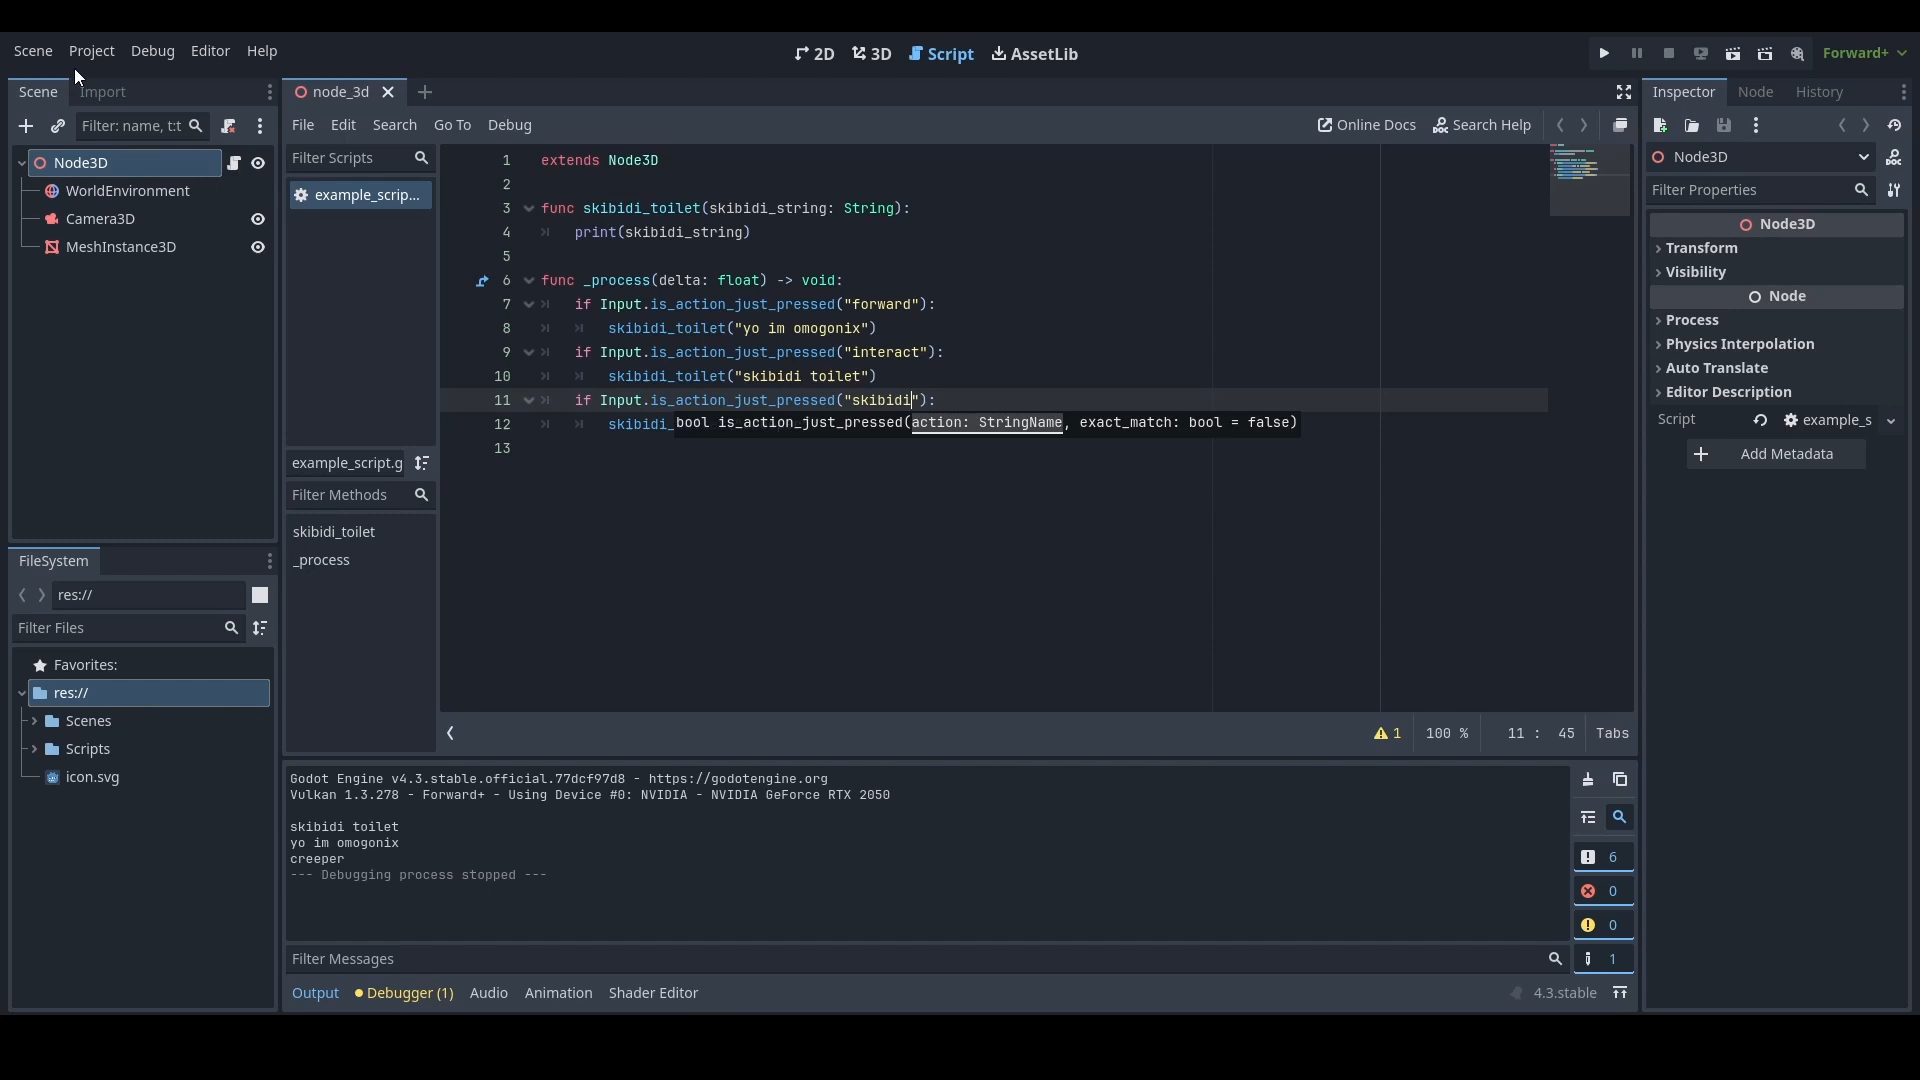 Scene Project Debug Editor Help
2D 3D Script AssetLib
Forward+
Scene Import
Filter: name, t:t
Node3D
WorldEnvironment
Camera3D
MeshInstance3D
FileSystem
res://
Filter Files
Favorites:
res://
Scenes
Scripts
icon.svg
node_3d
File Edit Search Go To Debug
Online Docs Search Help
Filter Scripts
example_scrip...
example_script.g
Filter Methods
skibidi_toilet
_process
1 extends Node3D
2
3 func skibidi_toilet(skibidi_string: String):
4 print(skibidi_string)
5
6 func _process(delta: float) -> void:
7 if Input.is_action_just_pressed("forward"):
8 skibidi_toilet("yo im omogonix")
9 if Input.is_action_just_pressed("interact"):
10 skibidi_toilet("skibidi toilet")
11 if Input.is_action_just_pressed("skibidi"):
12 skibidi_
bool is_action_just_pressed(action: StringName, exact_match: bool = false)
13
1 100 % 11 : 45 Tabs
Godot Engine v4.3.stable.official.77dcf97d8 - https://godotengine.org
Vulkan 1.3.278 - Forward+ - Using Device #0: NVIDIA - NVIDIA GeForce RTX 2050
skibidi toilet
yo im omogonix
creeper
--- Debugging process stopped ---
6
0
0
1
Filter Messages
Output Debugger (1) Audio Animation Shader Editor
4.3.stable
Inspector Node History
Node3D
Filter Properties
Node3D
Transform
Visibility
Node
Process
Physics Interpolation
Auto Translate
Editor Description
Script example_s
Add Metadata